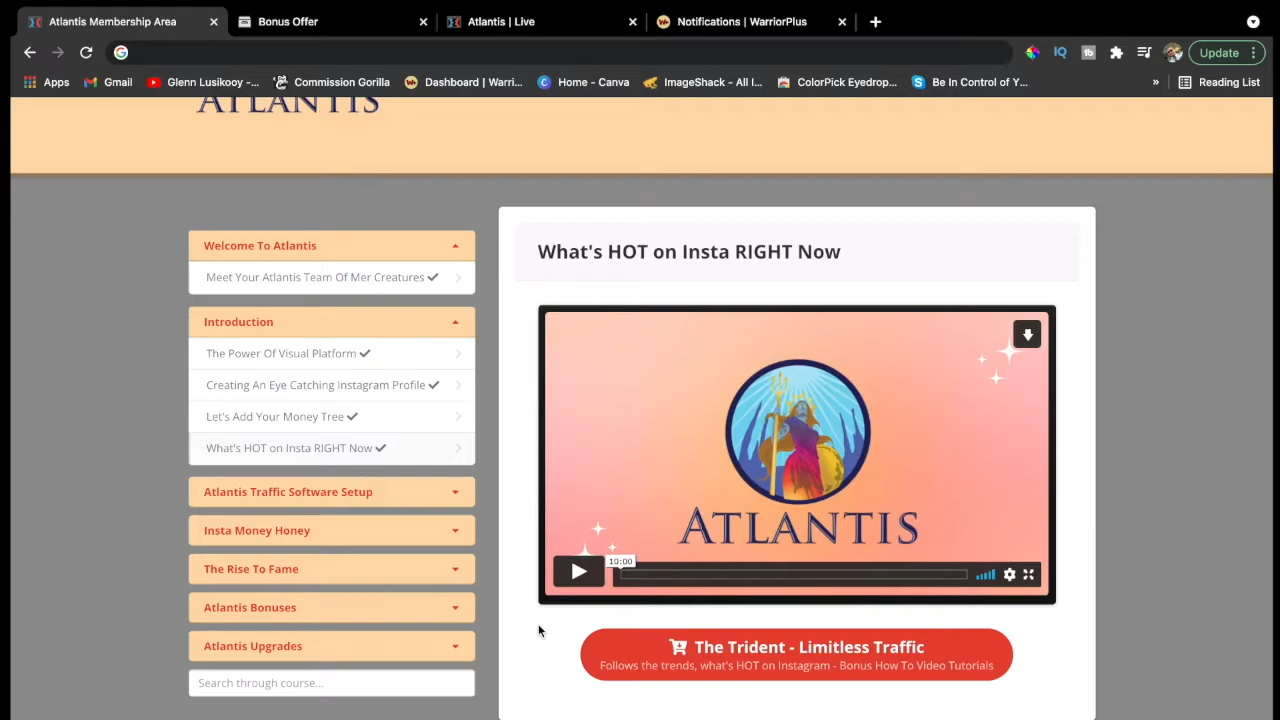 Atlantis Membership Area
Bonus Offer
Atlantis | Live
Notifications | WarriorPlus
Update
Apps
Gmail
Glenn Lusikooy -...
Commission Gorilla
Dashboard | Warri...
Home - Canva
ImageShack - All I...
ColorPick Eyedrop...
Be In Control of Y...
»
Reading List
ATLANTIS
Welcome To Atlantis
Meet Your Atlantis Team Of Mer Creatures
Introduction
The Power Of Visual Platform
Creating An Eye Catching Instagram Profile
Let's Add Your Money Tree
What's HOT on Insta RIGHT Now
Atlantis Traffic Software Setup
Insta Money Honey
The Rise To Fame
Atlantis Bonuses
Atlantis Upgrades
Search through course...
What's HOT on Insta RIGHT Now
ATLANTIS
10:00
The Trident - Limitless Traffic
Follows the trends, what's HOT on Instagram - Bonus How To Video Tutorials